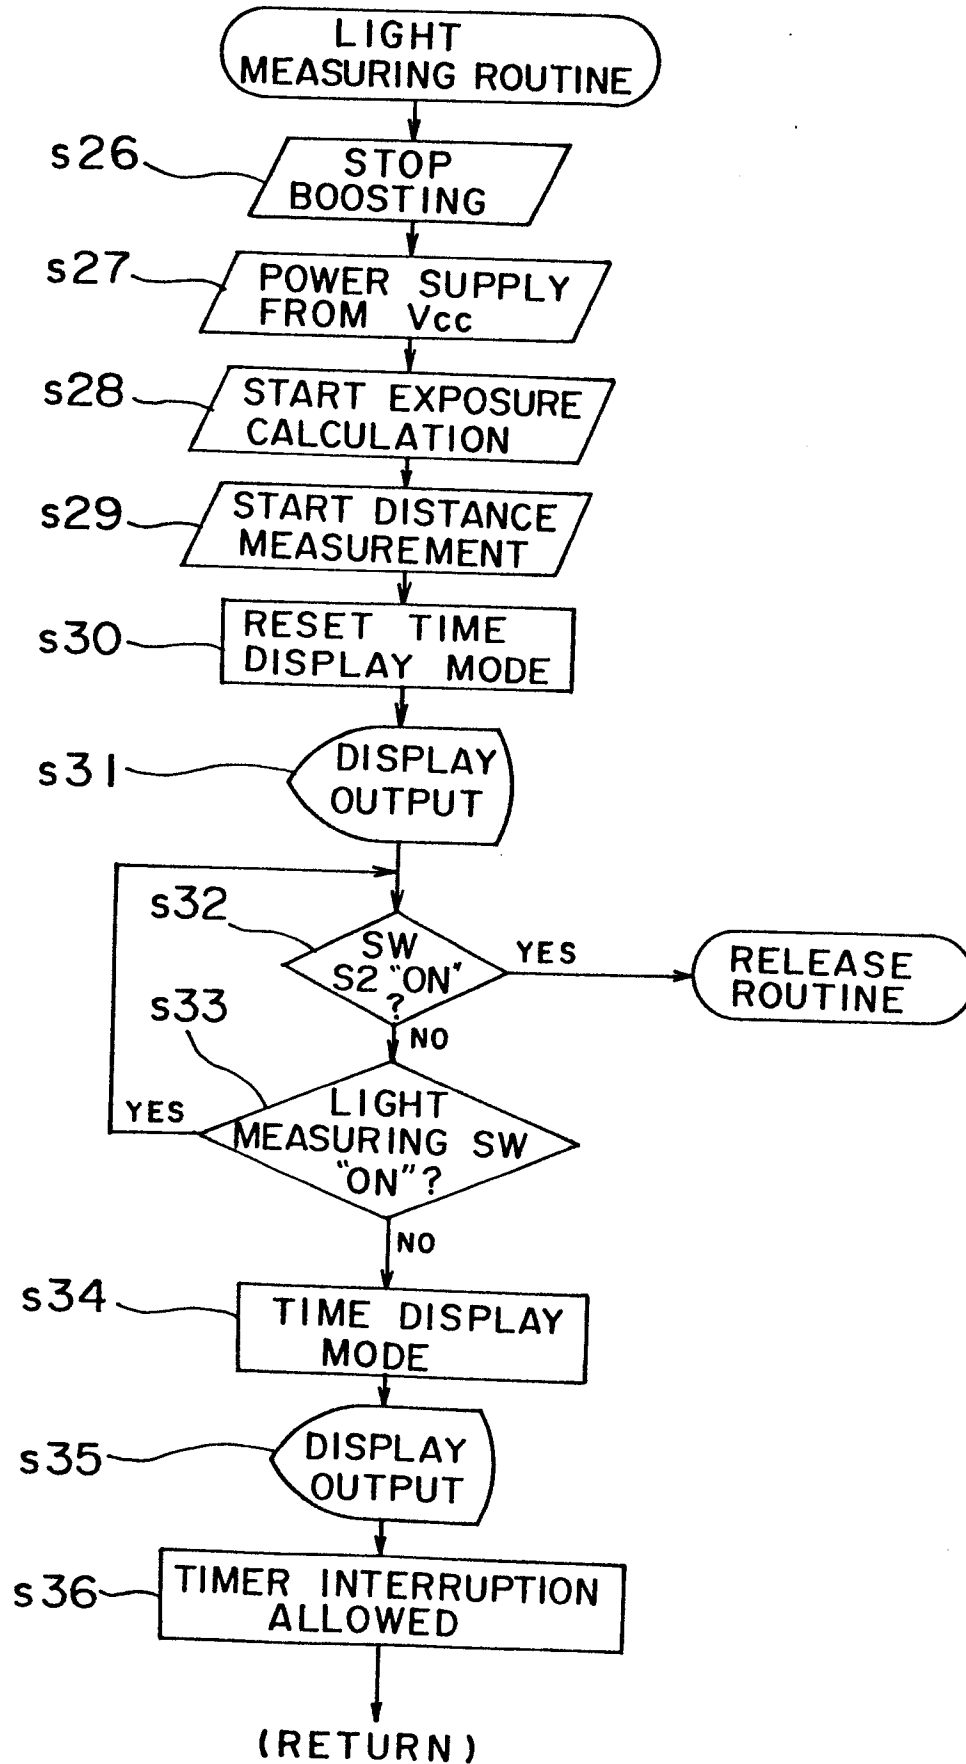 LIGHT
MEASURING ROUTINE
s26
STOP
BOOSTING
s27
POWER SUPPLY
FROM Vcc
s28
START EXPOSURE
CALCULATION
s29
START DISTANCE
MEASUREMENT
s30
RESET TIME
DISPLAY MODE
s31
DISPLAY
OUTPUT
s32
SW
S2 "ON"
?
YES
RELEASE
ROUTINE
NO
s33
LIGHT
MEASURING SW
"ON"?
YES
NO
s34
TIME DISPLAY
MODE
s35
DISPLAY
OUTPUT
s36
TIMER INTERRUPTION
ALLOWED
(RETURN)